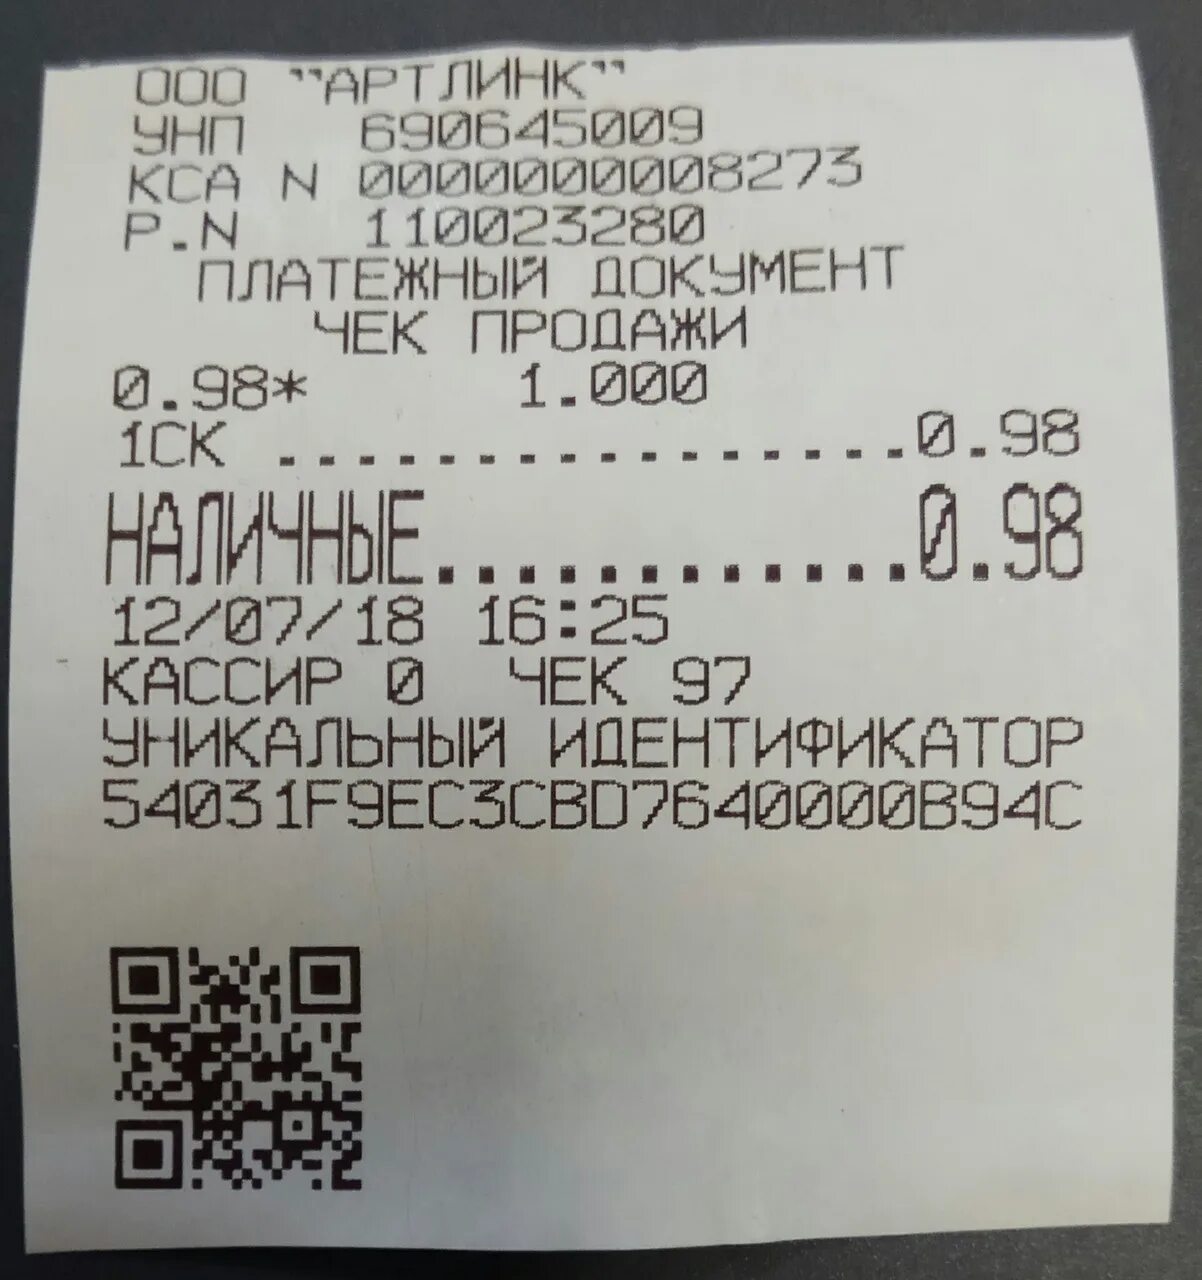 ООО "АРТЛИНК"
УНП 690645009
КСА N 0000000008273
Р.N 110023280
ПЛАТЕЖНЫЙ ДОКУМЕНТ
ЧЕК ПРОДАЖИ
0.98* 1.000
1СК ................0.98
НАЛИЧНЫЕ............0.98
12/07/18 16:25
КАССИР 0 ЧЕК 97
УНИКАЛЬНЫЙ ИДЕНТИФИКАТОР
54031F9EC3CBD7640000B94C